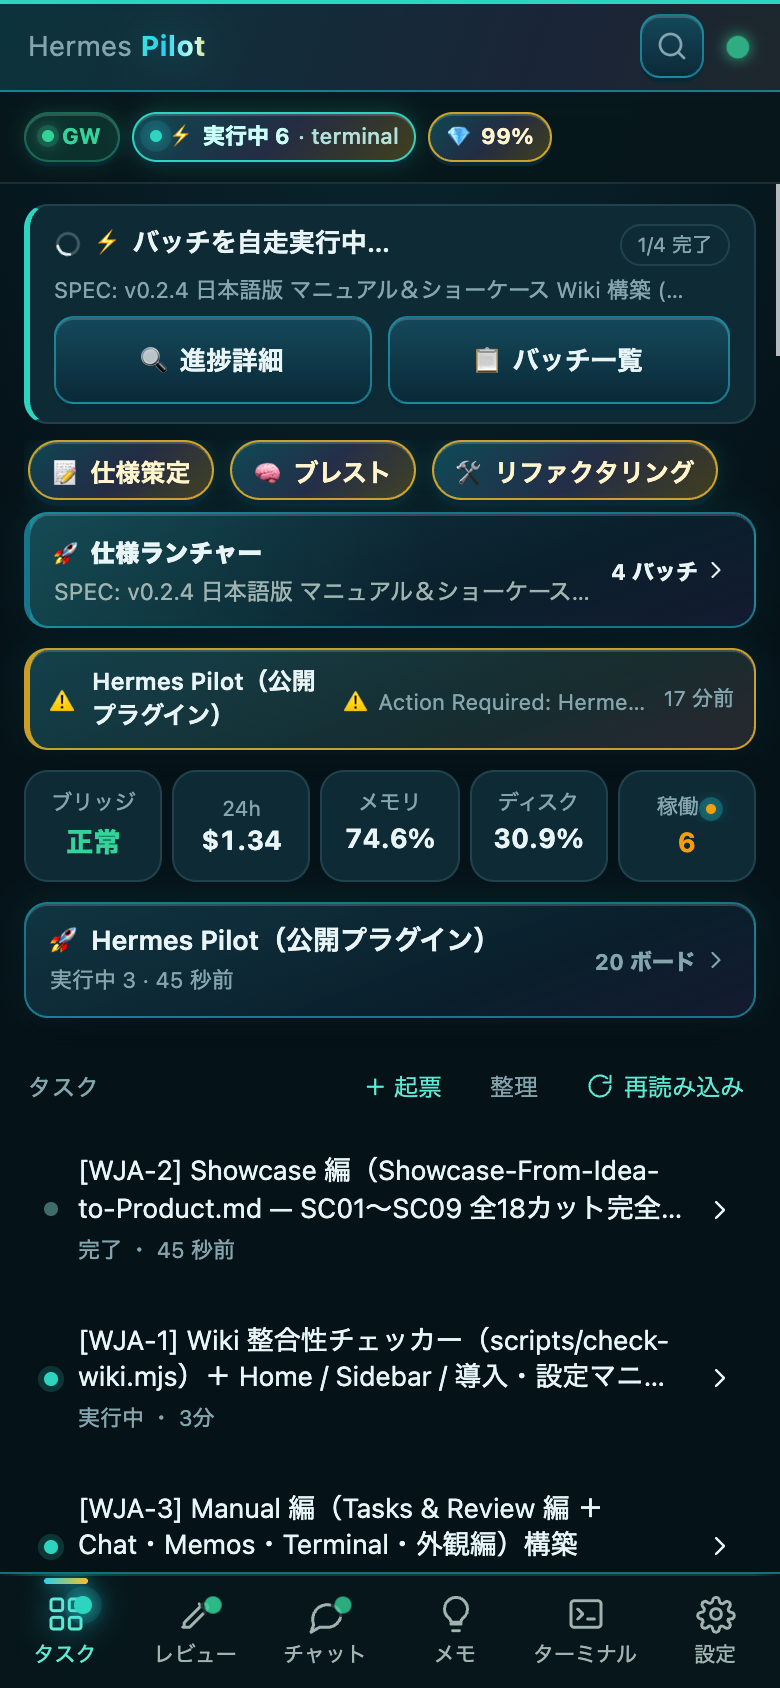 Hermes Pilot
GW
⚡ 実行中 6 · terminal
💎 99%
⚡ バッチを自走実行中...
1/4 完了
SPEC: v0.2.4 日本語版 マニュアル＆ショーケース Wiki 構築 (...
🔍 進捗詳細
📋 バッチ一覧
📝 仕様策定
🧠 ブレスト
🛠️ リファクタリング
🚀 仕様ランチャー
SPEC: v0.2.4 日本語版 マニュアル＆ショーケース...
4 バッチ
⚠️ Hermes Pilot（公開
プラグイン）
⚠️ Action Required: Herme...
17 分前
ブリッジ
正常
24h
$1.34
メモリ
74.6%
ディスク
30.9%
稼働
6
🚀 Hermes Pilot（公開プラグイン）
実行中 3 · 45 秒前
20 ボード
タスク
＋ 起票
整理
再読み込み
[WJA-2] Showcase 編（Showcase-From-Idea-
to-Product.md — SC01〜SC09 全18カット完全...
完了 ・ 45 秒前
[WJA-1] Wiki 整合性チェッカー（scripts/check-
wiki.mjs）＋ Home / Sidebar / 導入・設定マニ...
実行中 ・ 3分
[WJA-3] Manual 編（Tasks & Review 編 ＋
Chat・Memos・Terminal・外観編）構築
タスク
レビュー
チャット
メモ
ターミナル
設定